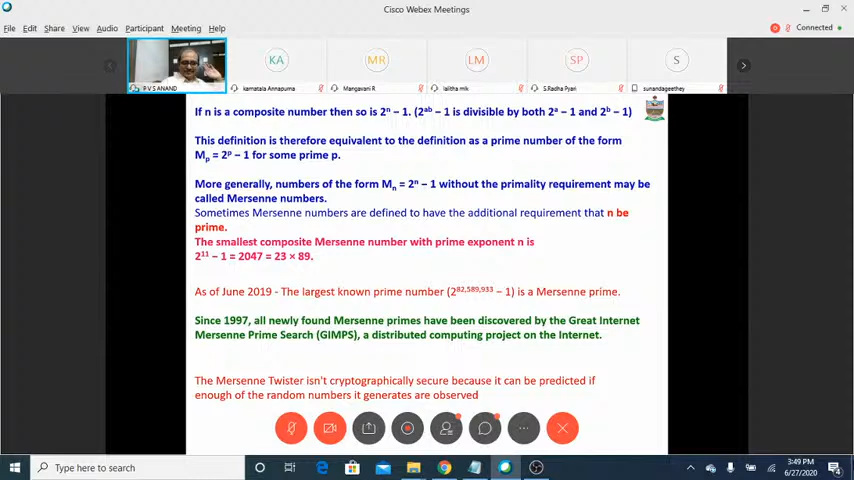 Cisco Webex Meetings
File Edit Share View Audio Participant Meeting Help
Connected
KA
MR
LM
SP
S
P V S ANAND
karnatala Annapurna
Mangavani R
lalitha mlk
S.Radha Pyari
sunandageethey
If n is a composite number then so is 2ⁿ − 1. (2ᵃᵇ − 1 is divisible by both 2ᵃ − 1 and 2ᵇ − 1)
This definition is therefore equivalent to the definition as a prime number of the form
Mₚ = 2ᵖ − 1 for some prime p.
More generally, numbers of the form Mₙ = 2ⁿ − 1 without the primality requirement may be
called Mersenne numbers.
Sometimes Mersenne numbers are defined to have the additional requirement that n be
prime.
The smallest composite Mersenne number with prime exponent n is
2¹¹ − 1 = 2047 = 23 × 89.
As of June 2019 - The largest known prime number (2⁸²,⁵⁸⁹,⁹³³ − 1) is a Mersenne prime.
Since 1997, all newly found Mersenne primes have been discovered by the Great Internet
Mersenne Prime Search (GIMPS), a distributed computing project on the Internet.
The Mersenne Twister isn't cryptographically secure because it can be predicted if
enough of the random numbers it generates are observed
Type here to search
3:49 PM
6/27/2020
4